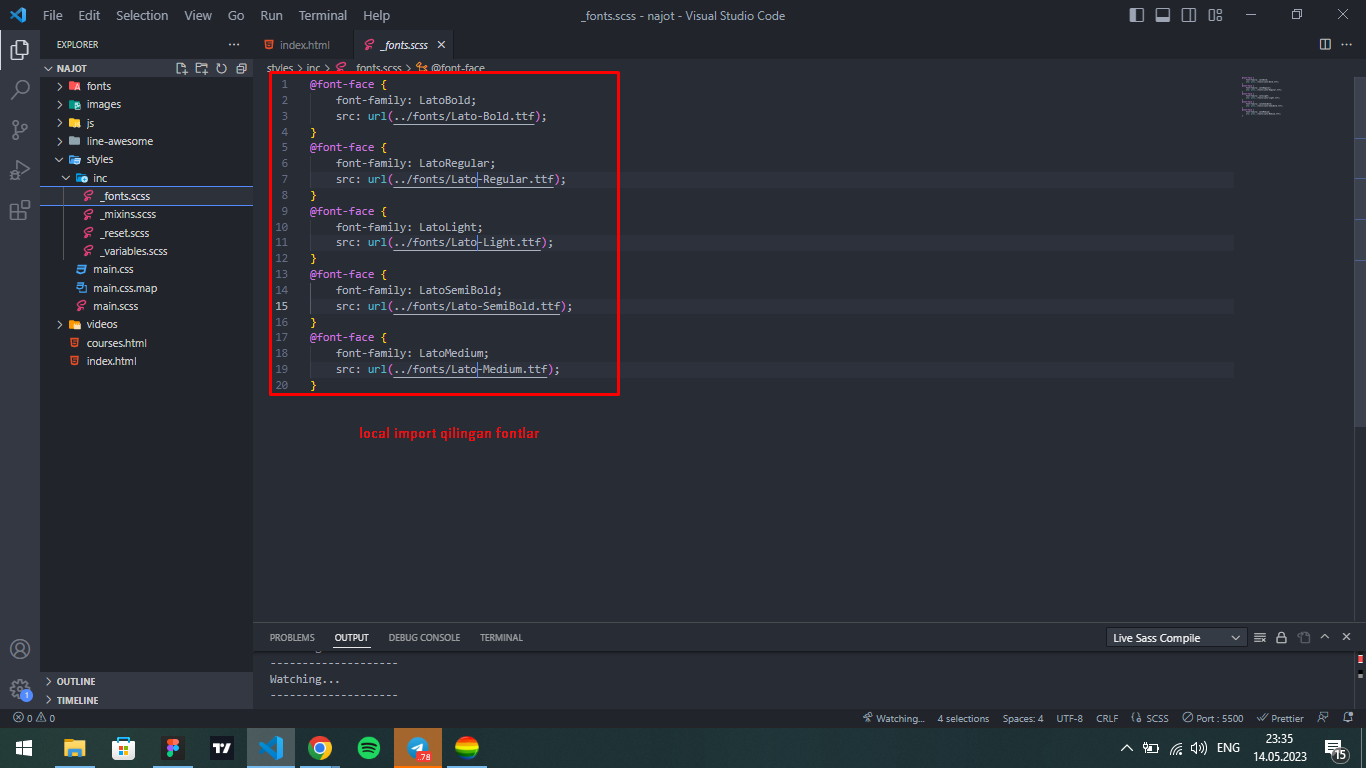 File Edit Selection View Go Run Terminal Help
_fonts.scss - najot - Visual Studio Code
EXPLORER
NAJOT
fonts
images
js
line-awesome
styles
inc
_fonts.scss
_mixins.scss
_reset.scss
_variables.scss
main.css
main.css.map
main.scss
videos
courses.html
index.html
OUTLINE
TIMELINE
index.html _fonts.scss
styles > inc > _fonts.scss > @font-face
1 @font-face {
2 font-family: LatoBold;
3 src: url(../fonts/Lato-Bold.ttf);
4 }
5 @font-face {
6 font-family: LatoRegular;
7 src: url(../fonts/Lato-Regular.ttf);
8 }
9 @font-face {
10 font-family: LatoLight;
11 src: url(../fonts/Lato-Light.ttf);
12 }
13 @font-face {
14 font-family: LatoSemiBold;
15 src: url(../fonts/Lato-SemiBold.ttf);
16 }
17 @font-face {
18 font-family: LatoMedium;
19 src: url(../fonts/Lato-Medium.ttf);
20 }
local import qilingan fontlar
PROBLEMS OUTPUT DEBUG CONSOLE TERMINAL
Live Sass Compile
--------------------
Watching...
--------------------
1
0 0
Watching... 4 selections Spaces: 4 UTF-8 CRLF SCSS Port : 5500 Prettier
.78
ENG
23:35
14.05.2023
15